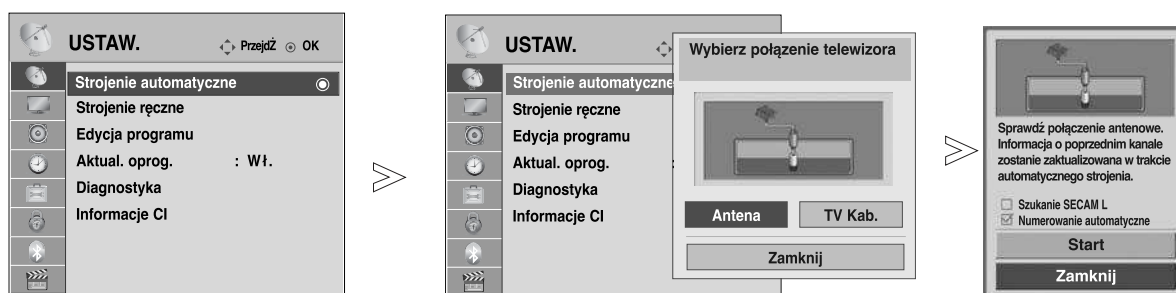 USTAW.
PrzejdŹ OK
Strojenie automatyczne
Strojenie ręczne
Edycja programu
Aktual. oprog. : Wł.
Diagnostyka
Informacje CI
USTAW.
Strojenie automatyczne
Strojenie ręczne
Edycja programu
Aktual. oprog. :
Diagnostyka
Informacje CI
Wybierz połązenie telewizora
Antena
TV Kab.
Zamknij
Sprawdź połączenie antenowe.
Informacja o poprzednim kanale
zostanie zaktualizowana w trakcie
automatycznego strojenia.
Szukanie SECAM L
Numerowanie automatyczne
Start
Zamknij